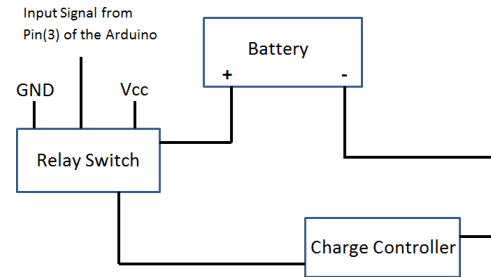 Input Signal from
Pin(3) of the Arduino
Battery
+ -
GND Vcc
Relay Switch
Charge Controller